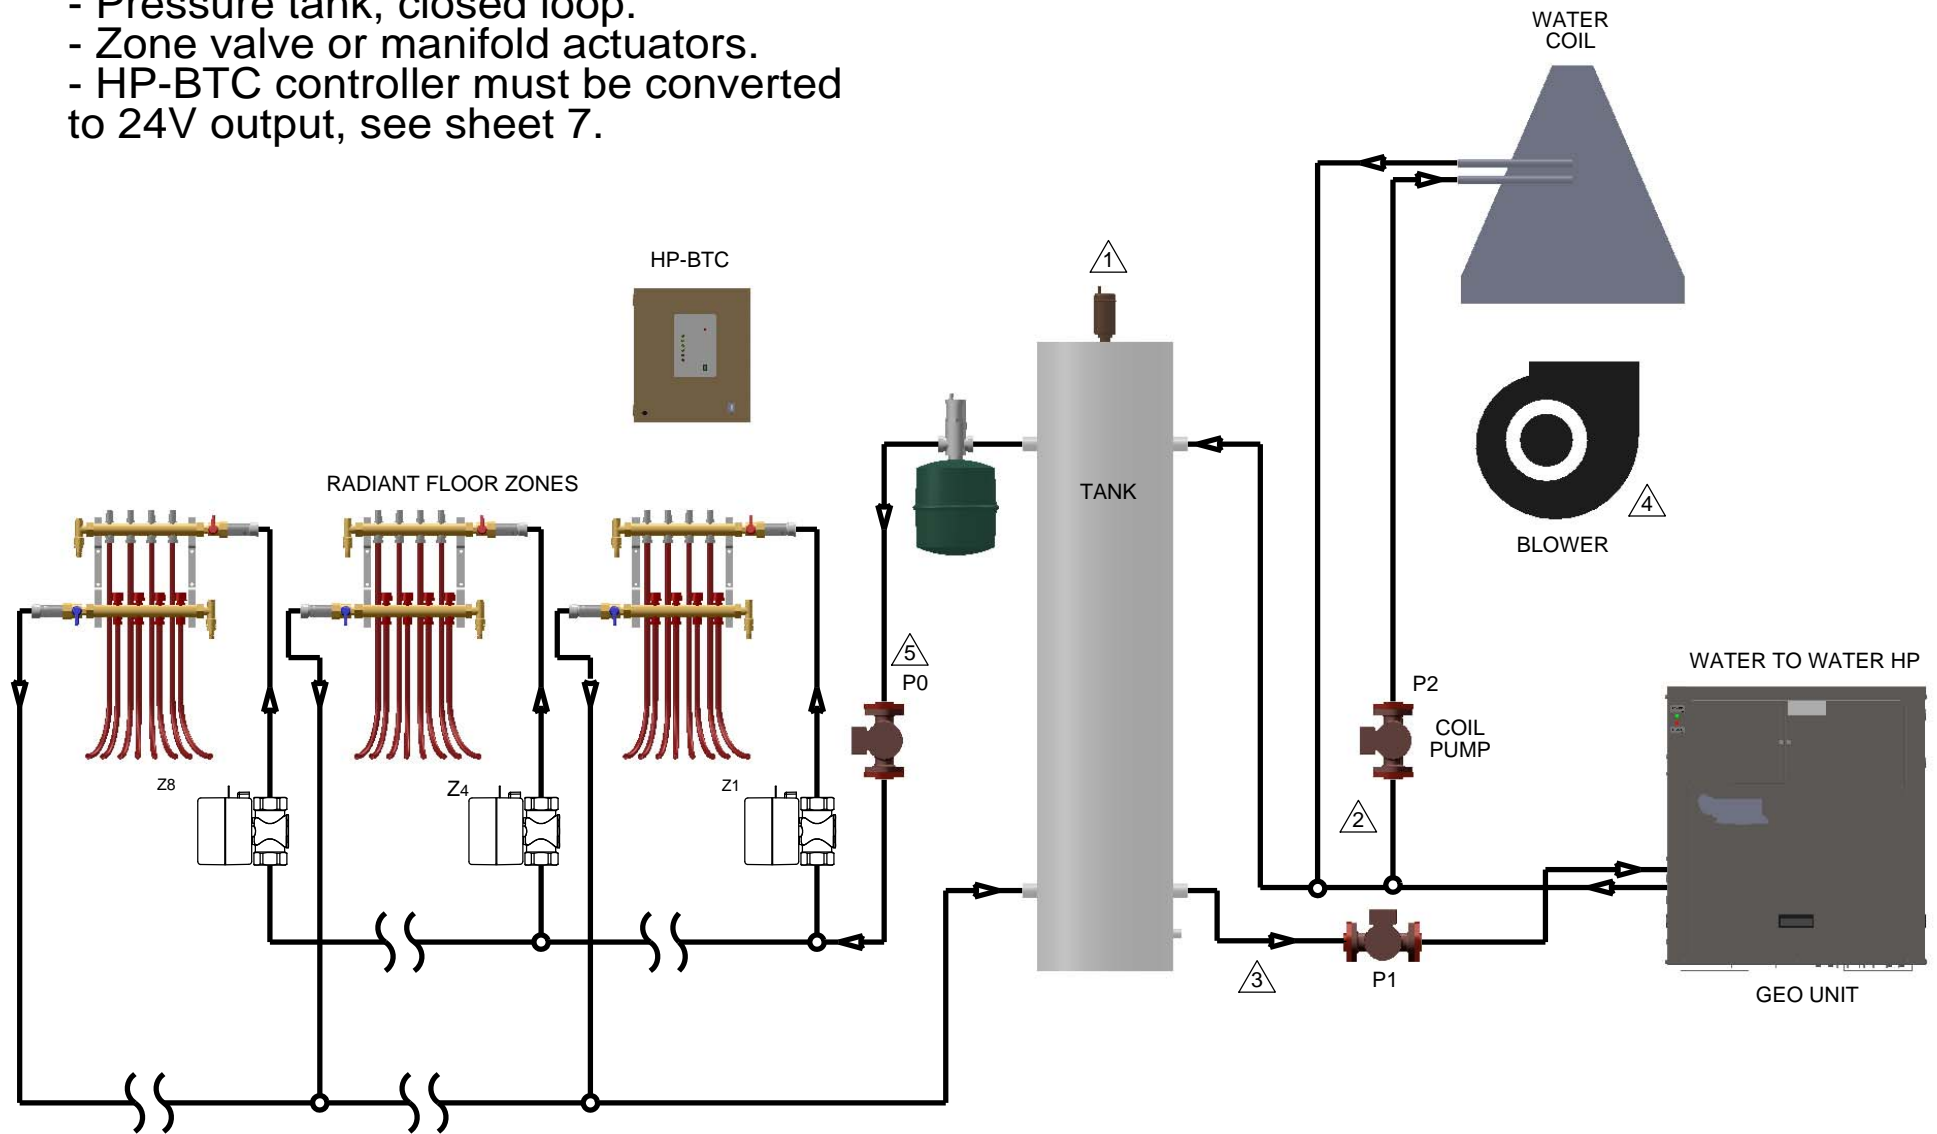 - Pressure tank, closed loop.
- Zone valve or manifold actuators.
- HP-BTC controller must be converted
to 24V output, see sheet 7.
WATER
COIL
HP-BTC
1
RADIANT FLOOR ZONES
TANK
4
BLOWER
5
P0
P2
COIL
PUMP
WATER TO WATER HP
Z8
Z4
Z1
2
3
P1
GEO UNIT